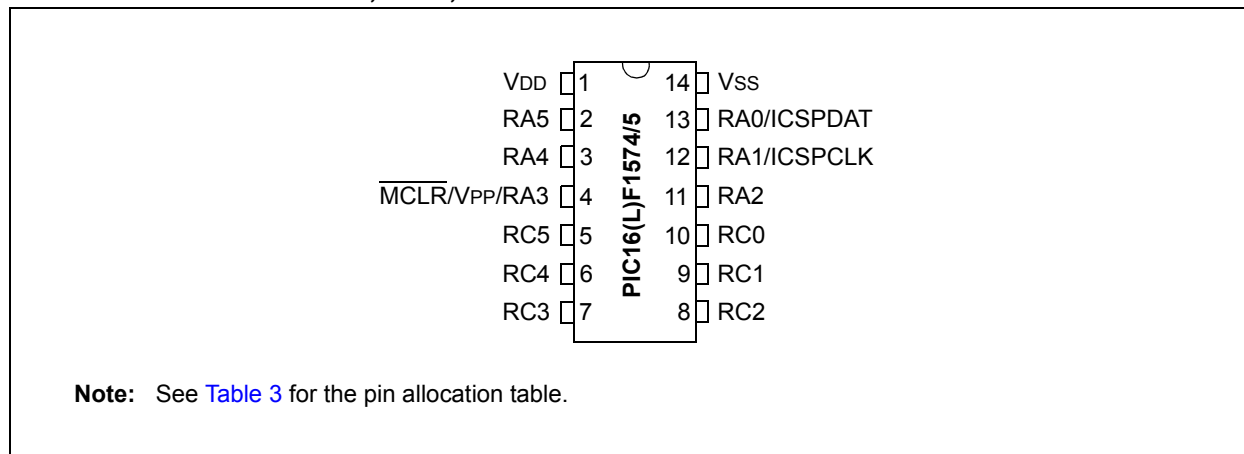 VDD 1 14 VSS
RA5 2 13 RA0/ICSPDAT
RA4 3 12 RA1/ICSPCLK
MCLR/VPP/RA3 4 11 RA2
RC5 5 10 RC0
RC4 6 9 RC1
RC3 7 8 RC2
PIC16(L)F1574/5
Note: See Table 3 for the pin allocation table.